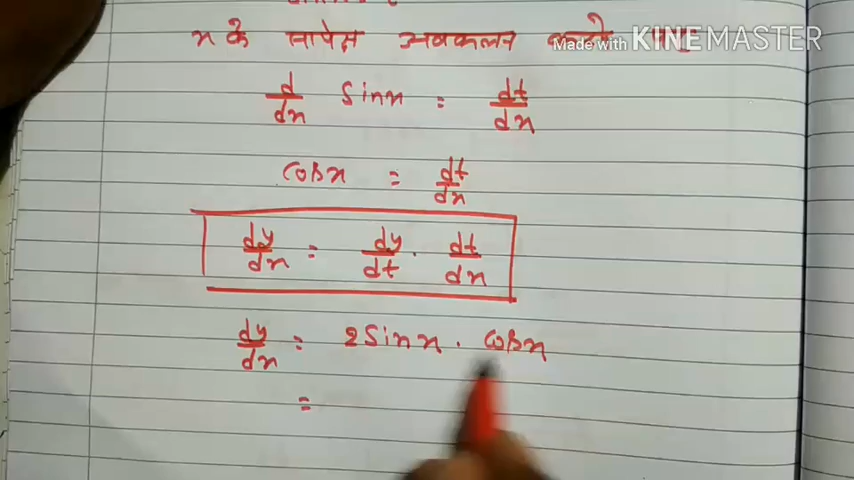 x के सापेक्ष अवकलन करने पर
Made with KINEMASTER
d/dx Sinx = dt/dx
Cosx = dt/dx
dy/dx = dy/dt . dt/dx
dy/dx = 2Sinx . Cosx
=